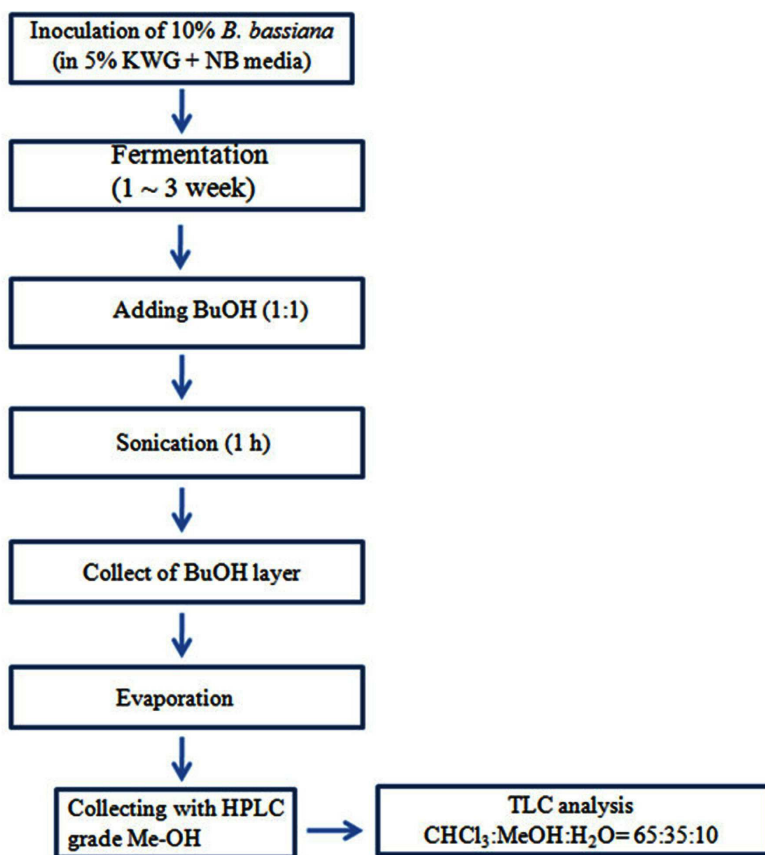 Inoculation of 10% B. bassiana
(in 5% KWG + NB media)
Fermentation
(1 ~ 3 week)
Adding BuOH (1:1)
Sonication (1 h)
Collect of BuOH layer
Evaporation
Collecting with HPLC
grade Me-OH
TLC analysis
CHCl₃:MeOH:H₂O= 65:35:10